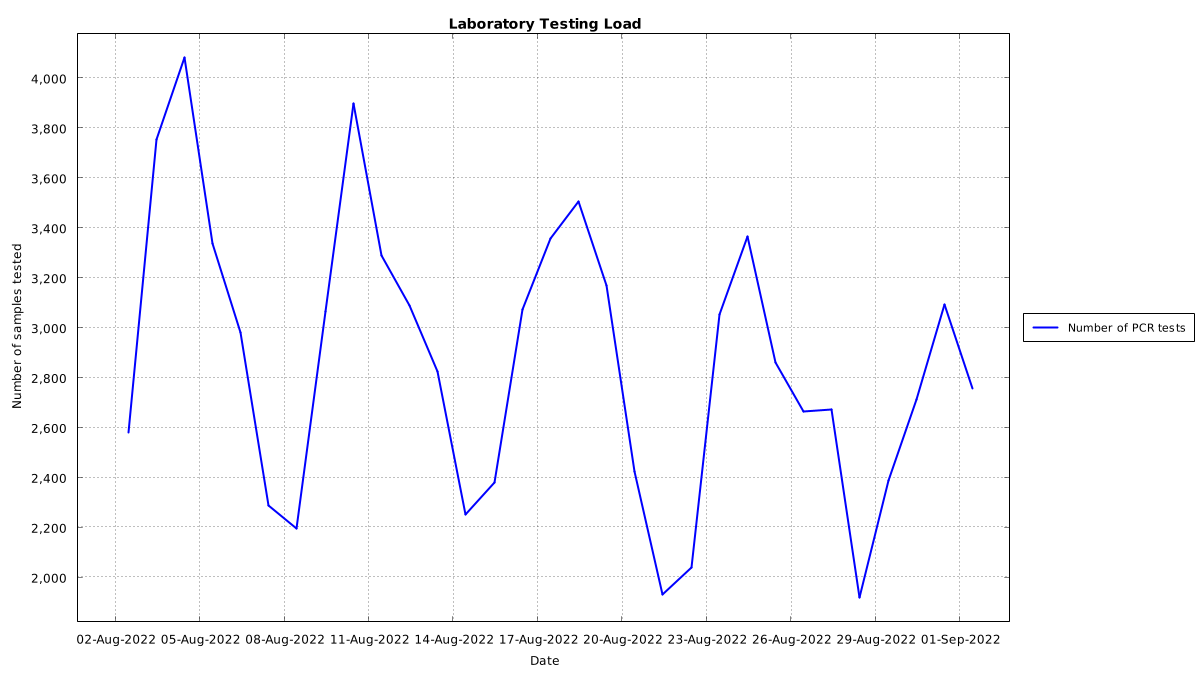 Laboratory Testing Load
Number of samples tested
4,000
3,800
3,600
3,400
3,200
3,000
2,800
2,600
2,400
2,200
2,000
02-Aug-2022 05-Aug-2022 08-Aug-2022 11-Aug-2022 14-Aug-2022 17-Aug-2022 20-Aug-2022 23-Aug-2022 26-Aug-2022 29-Aug-2022 01-Sep-2022
Date
Number of PCR tests